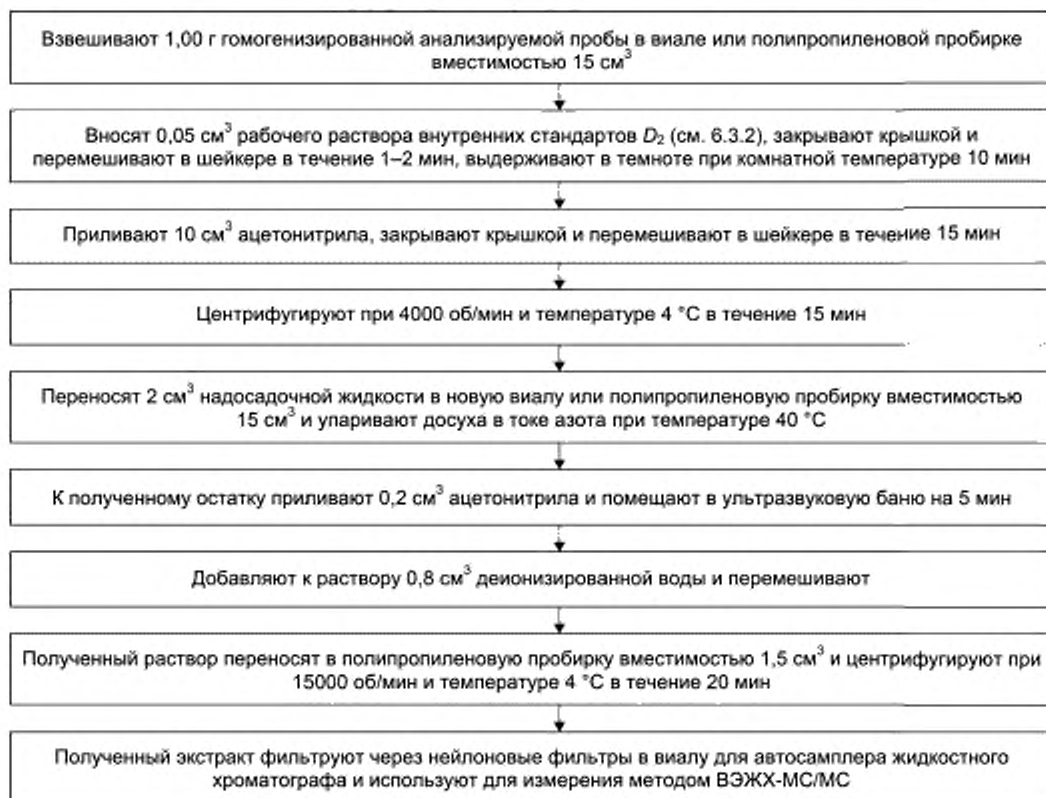 Взвешивают 1,00 г гомогенизированной анализируемой пробы в виале или полипропиленовой пробирке
вместимостью 15 см³
Вносят 0,05 см³ рабочего раствора внутренних стандартов D₂ (см. 6.3.2), закрывают крышкой и
перемешивают в шейкере в течение 1–2 мин, выдерживают в темноте при комнатной температуре 10 мин
Приливают 10 см³ ацетонитрила, закрывают крышкой и перемешивают в шейкере в течение 15 мин
Центрифугируют при 4000 об/мин и температуре 4 °С в течение 15 мин
Переносят 2 см³ надосадочной жидкости в новую виалу или полипропиленовую пробирку вместимостью
15 см³ и упаривают досуха в токе азота при температуре 40 °С
К полученному остатку приливают 0,2 см³ ацетонитрила и помещают в ультразвуковую баню на 5 мин
Добавляют к раствору 0,8 см³ деионизированной воды и перемешивают
Полученный раствор переносят в полипропиленовую пробирку вместимостью 1,5 см³ и центрифугируют при
15000 об/мин и температуре 4 °С в течение 20 мин
Полученный экстракт фильтруют через нейлоновые фильтры в виалу для автосамплера жидкостного
хроматографа и используют для измерения методом ВЭЖХ-МС/МС